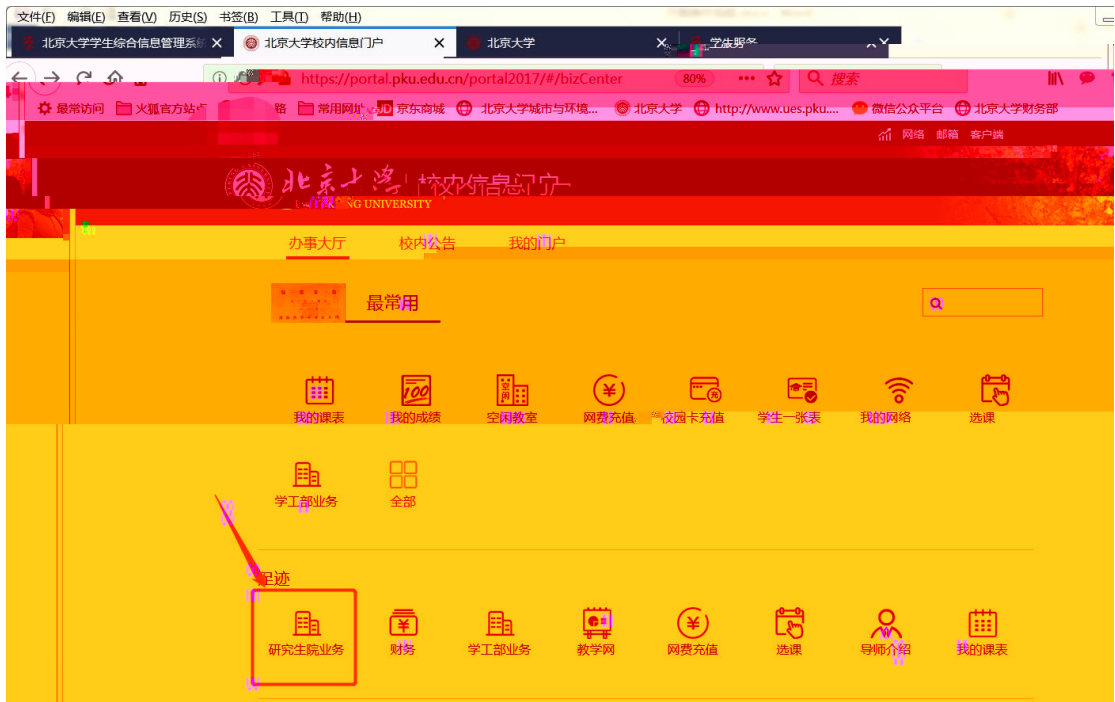 文件(F) 编辑(E) 查看(V) 历史(S) 书签(B) 工具(T) 帮助(H)
北京大学学生综合信息管理系统 北京大学校内信息门户 北京大学
https://portal.pku.edu.cn/portal2017/#/bizCenter 80% 搜索
最常访问 火狐官方站点 常用网址 京东商城 北京大学城市与环境... 北京大学 http://www.ues.pku.... 微信公众平台 北京大学财务部
网络 邮箱 客户端
北京大学 校内信息门户
UNIVERSITY
办事大厅 校内公告 我的门户
最常用
我的课表 我的成绩 空闲教室 网费充值 校园卡充值 学生一张表 我的网络 选课
学工部业务 全部
足迹
研究生院业务 财务 学工部业务 教学网 网费充值 选课 导师介绍 我的课表